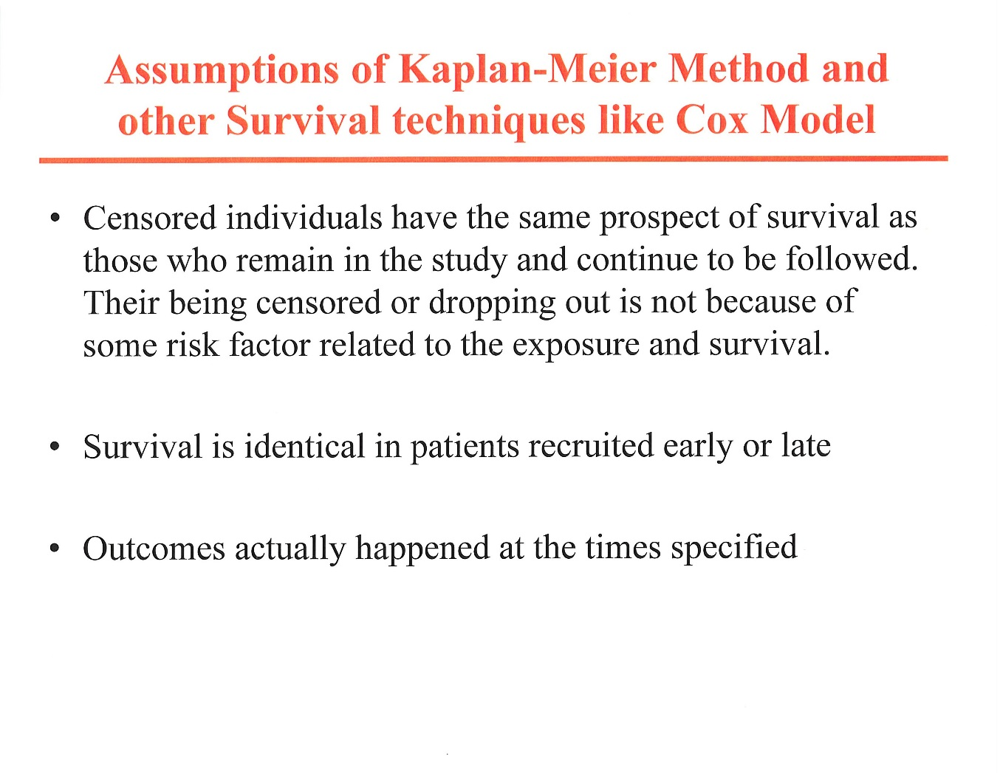 Assumptions of Kaplan-Meier Method and
other Survival techniques like Cox Model
• Censored individuals have the same prospect of survival as
those who remain in the study and continue to be followed.
Their being censored or dropping out is not because of
some risk factor related to the exposure and survival.
• Survival is identical in patients recruited early or late
• Outcomes actually happened at the times specified